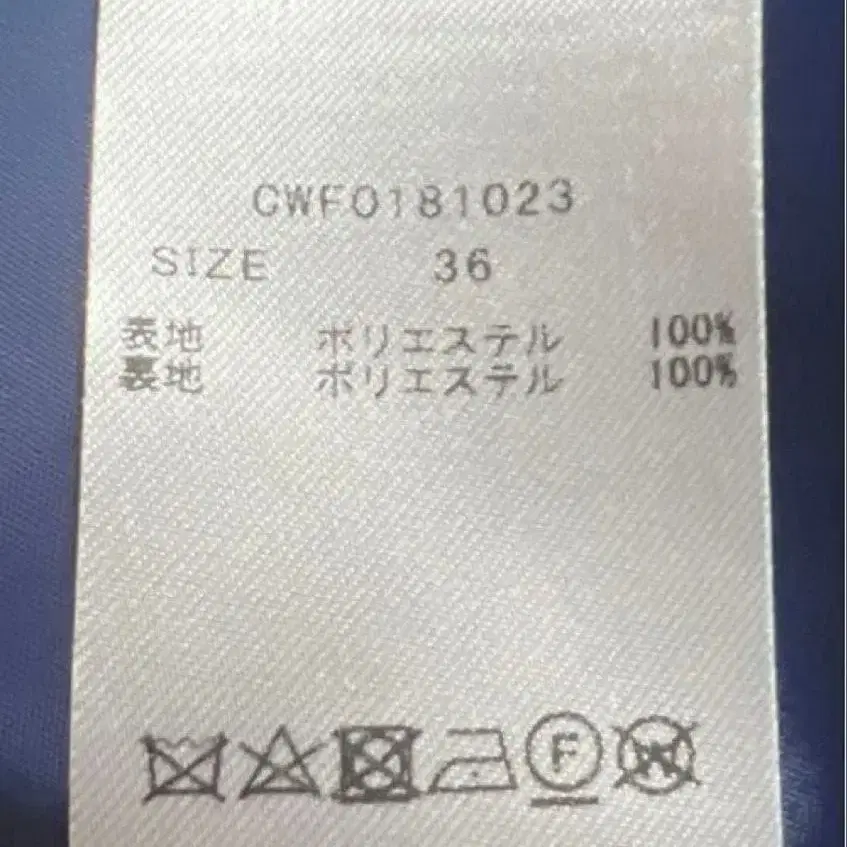 CWF0181023
SIZE 36
表地 ポリエステル 100%
裏地 ポリエステル 100%
F
W